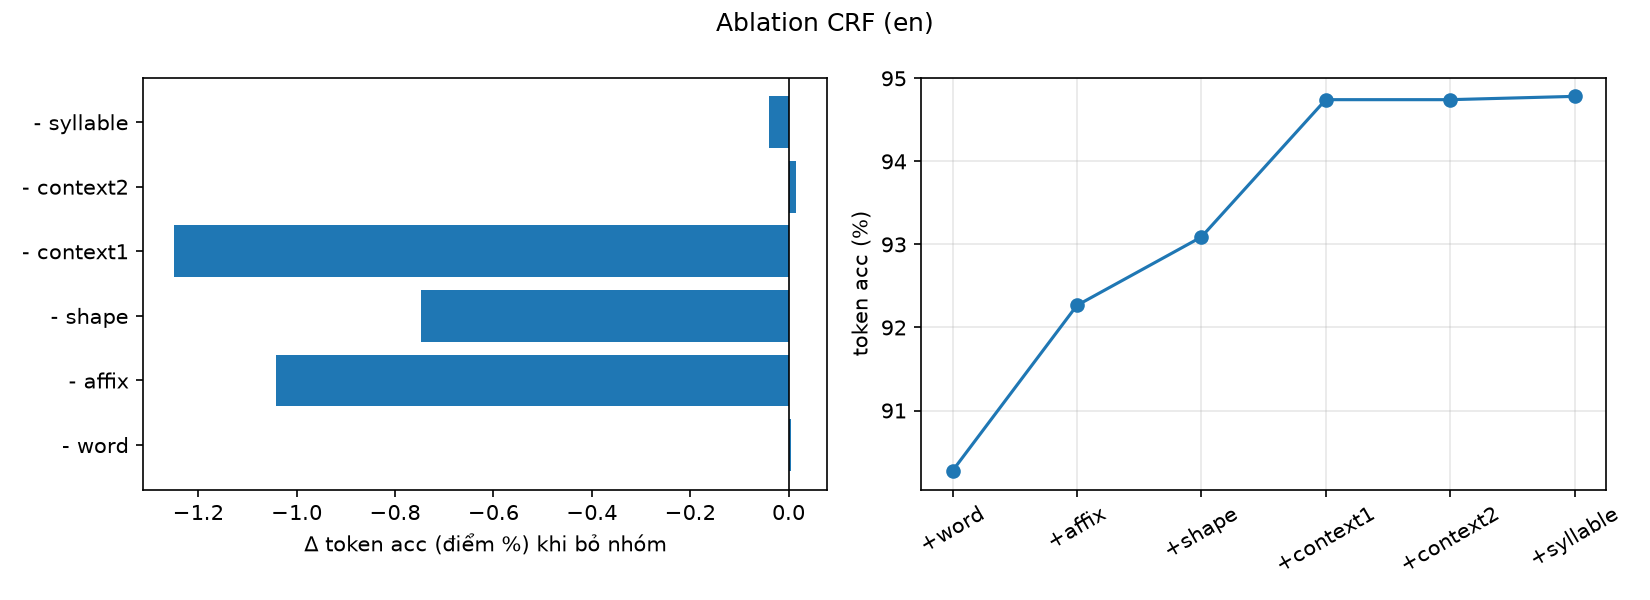 Ablation CRF (en)
- syllable
- context2
- context1
- shape
- affix
- word
−1.2 −1.0 −0.8 −0.6 −0.4 −0.2 0.0
Δ token acc (điểm %) khi bỏ nhóm
95
94
93
92
91
token acc (%)
+word +affix +shape +context1 +context2 +syllable